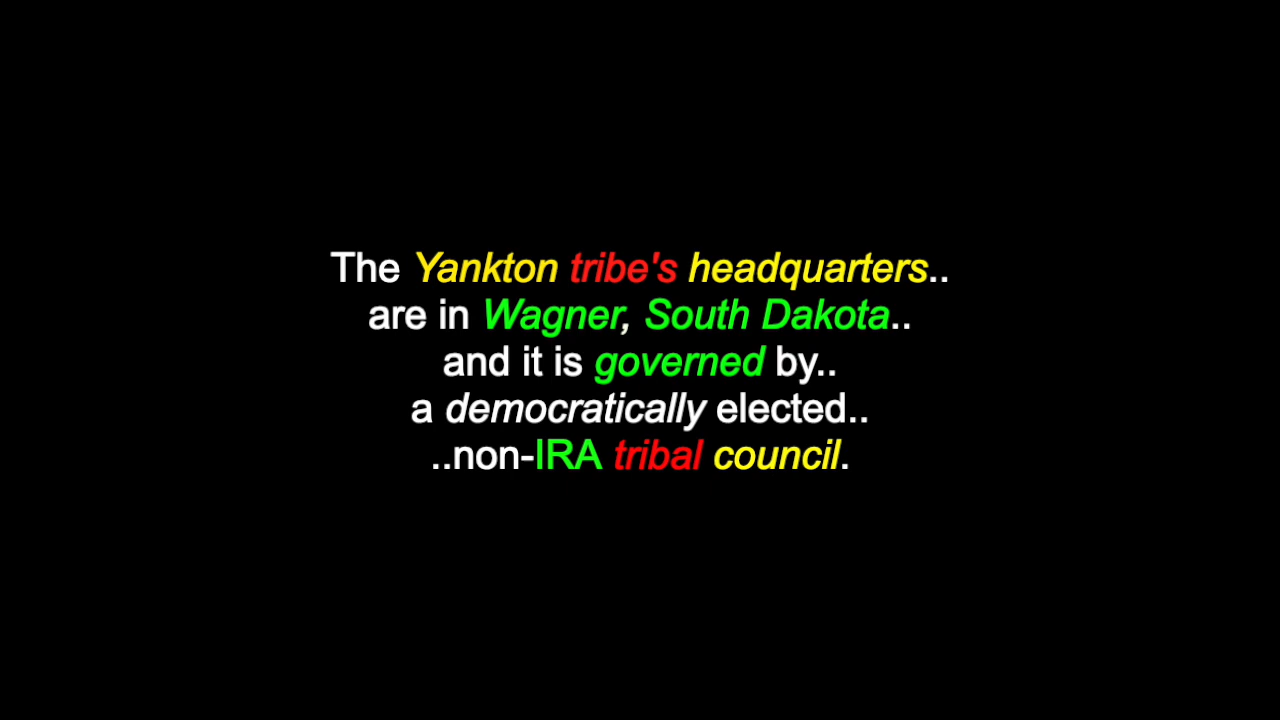 The Yankton tribe's headquarters..
are in Wagner, South Dakota..
and it is governed by..
a democratically elected..
..non-IRA tribal council.